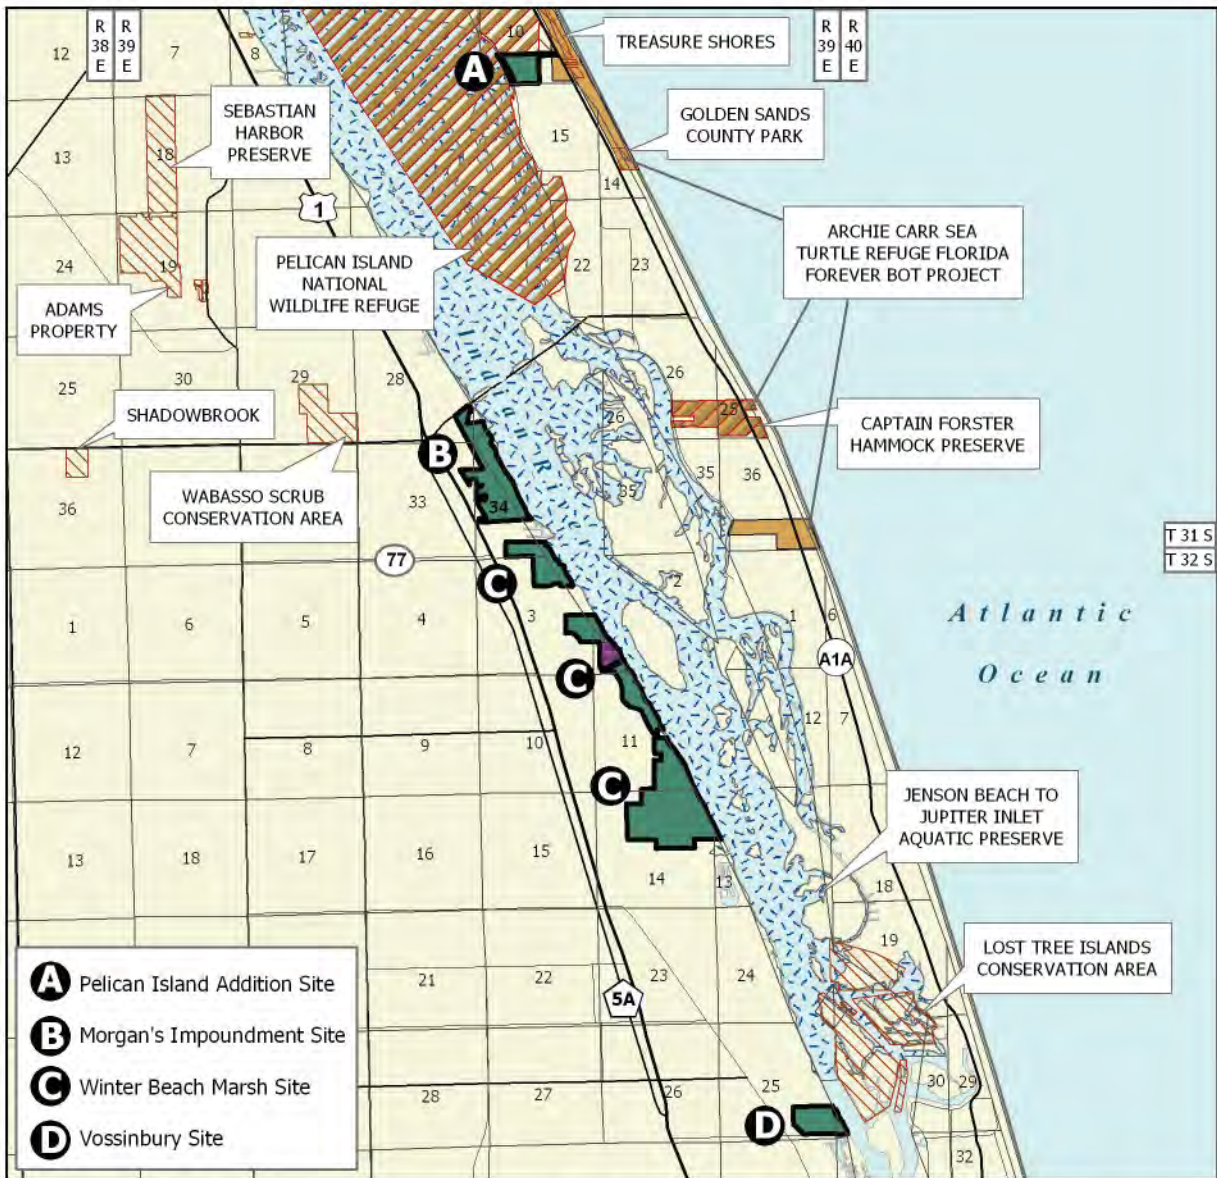 R
38
E
R
39
E
R
39
E
R
40
E
12
7
8
10
TREASURE SHORES
A
SEBASTIAN
HARBOR
PRESERVE
GOLDEN SANDS
COUNTY PARK
13
18
15
14
1
ARCHIE CARR SEA
TURTLE REFUGE FLORIDA
FOREVER BOT PROJECT
PELICAN ISLAND
NATIONAL
WILDLIFE REFUGE
24
19
22
23
ADAMS
PROPERTY
Indian River
25
30
29
28
26
26
25
SHADOWBROOK
CAPTAIN FORSTER
HAMMOCK PRESERVE
B
WABASSO SCRUB
CONSERVATION AREA
36
33
34
35
35
36
T 31 S
T 32 S
77
C
2
1
6
5
4
3
1
6
Atlantic
Ocean
A1A
C
12
7
8
9
10
11
12
7
C
JENSON BEACH TO
JUPITER INLET
AQUATIC PRESERVE
13
18
17
16
15
14
13
18
19
LOST TREE ISLANDS
CONSERVATION AREA
21
22
23
24
5A
A Pelican Island Addition Site
B Morgan's Impoundment Site
C Winter Beach Marsh Site
D Vossinbury Site
28
27
26
25
30
29
D
32